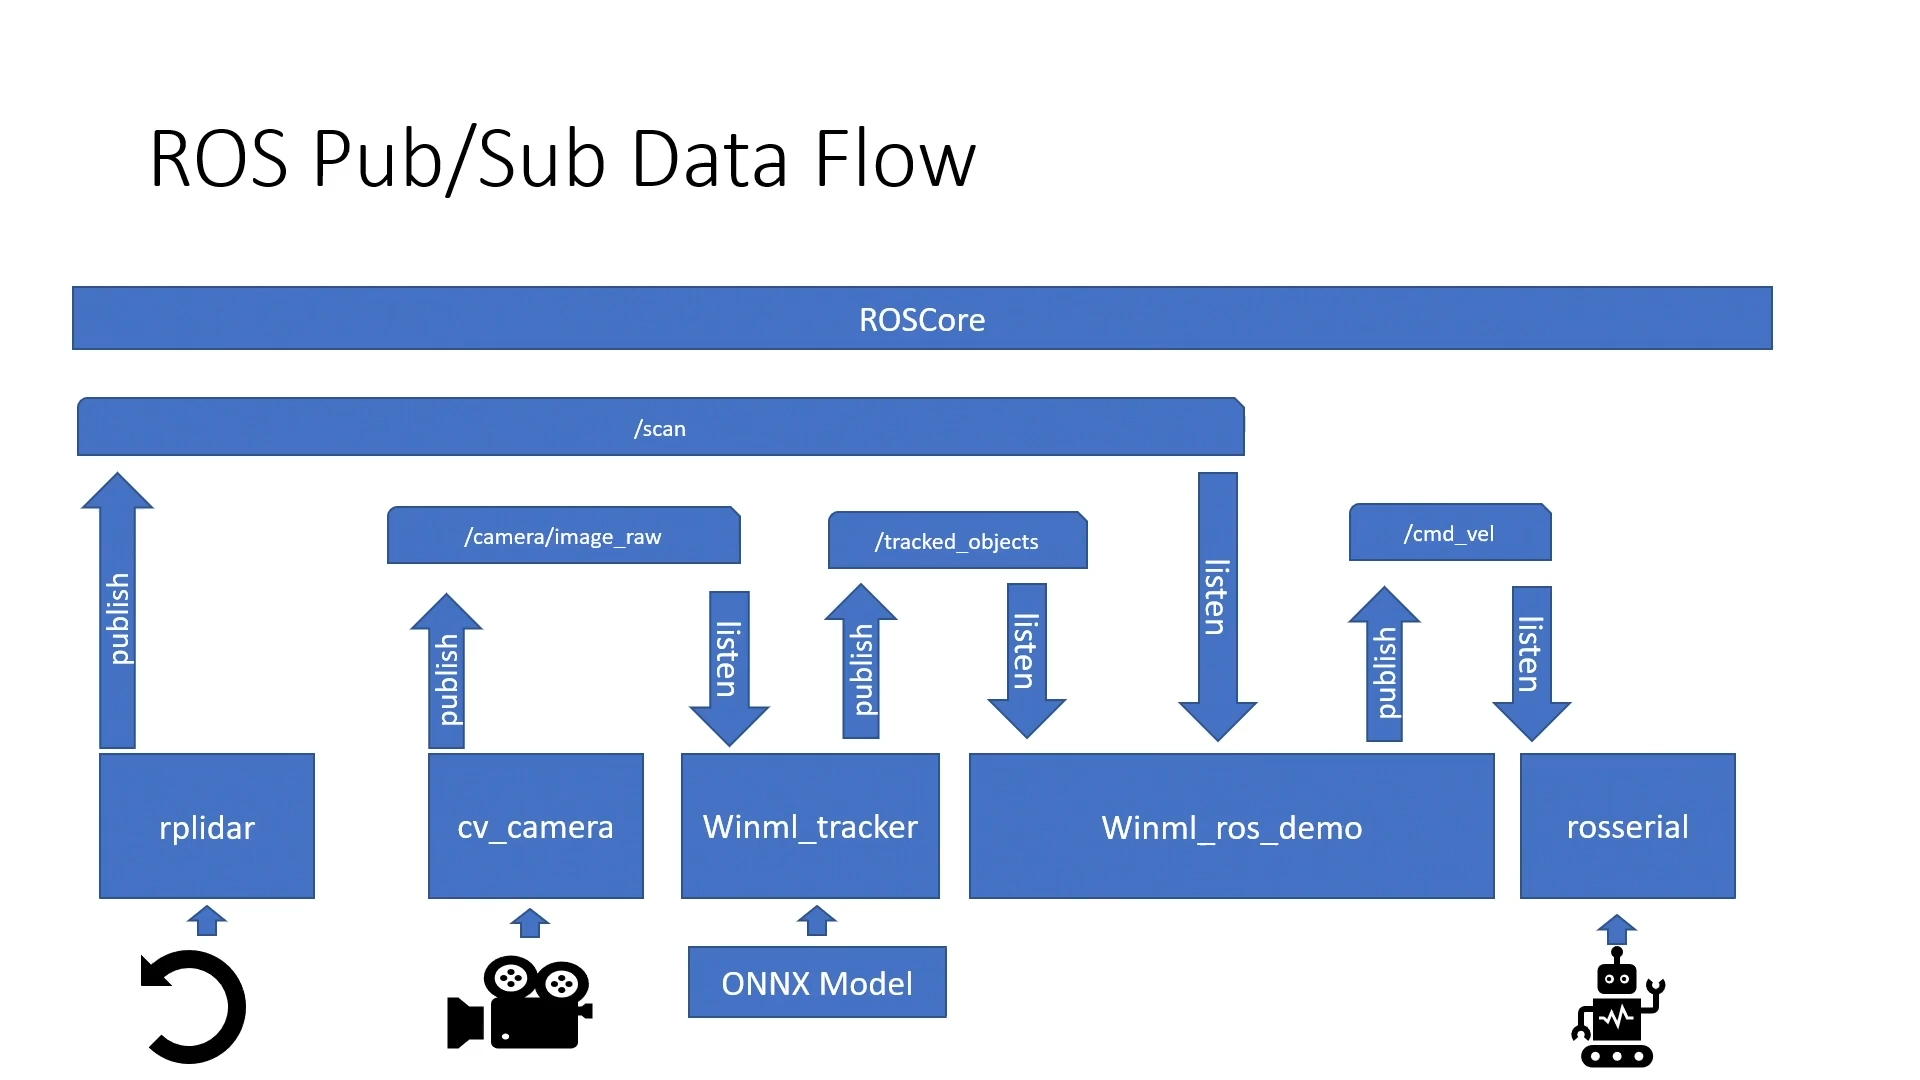 ROS Pub/Sub Data Flow
ROSCore
/scan
/camera/image_raw
/tracked_objects
/cmd_vel
publish
publish
listen
publish
listen
listen
publish
listen
rplidar
cv_camera
Winml_tracker
Winml_ros_demo
rosserial
ONNX Model